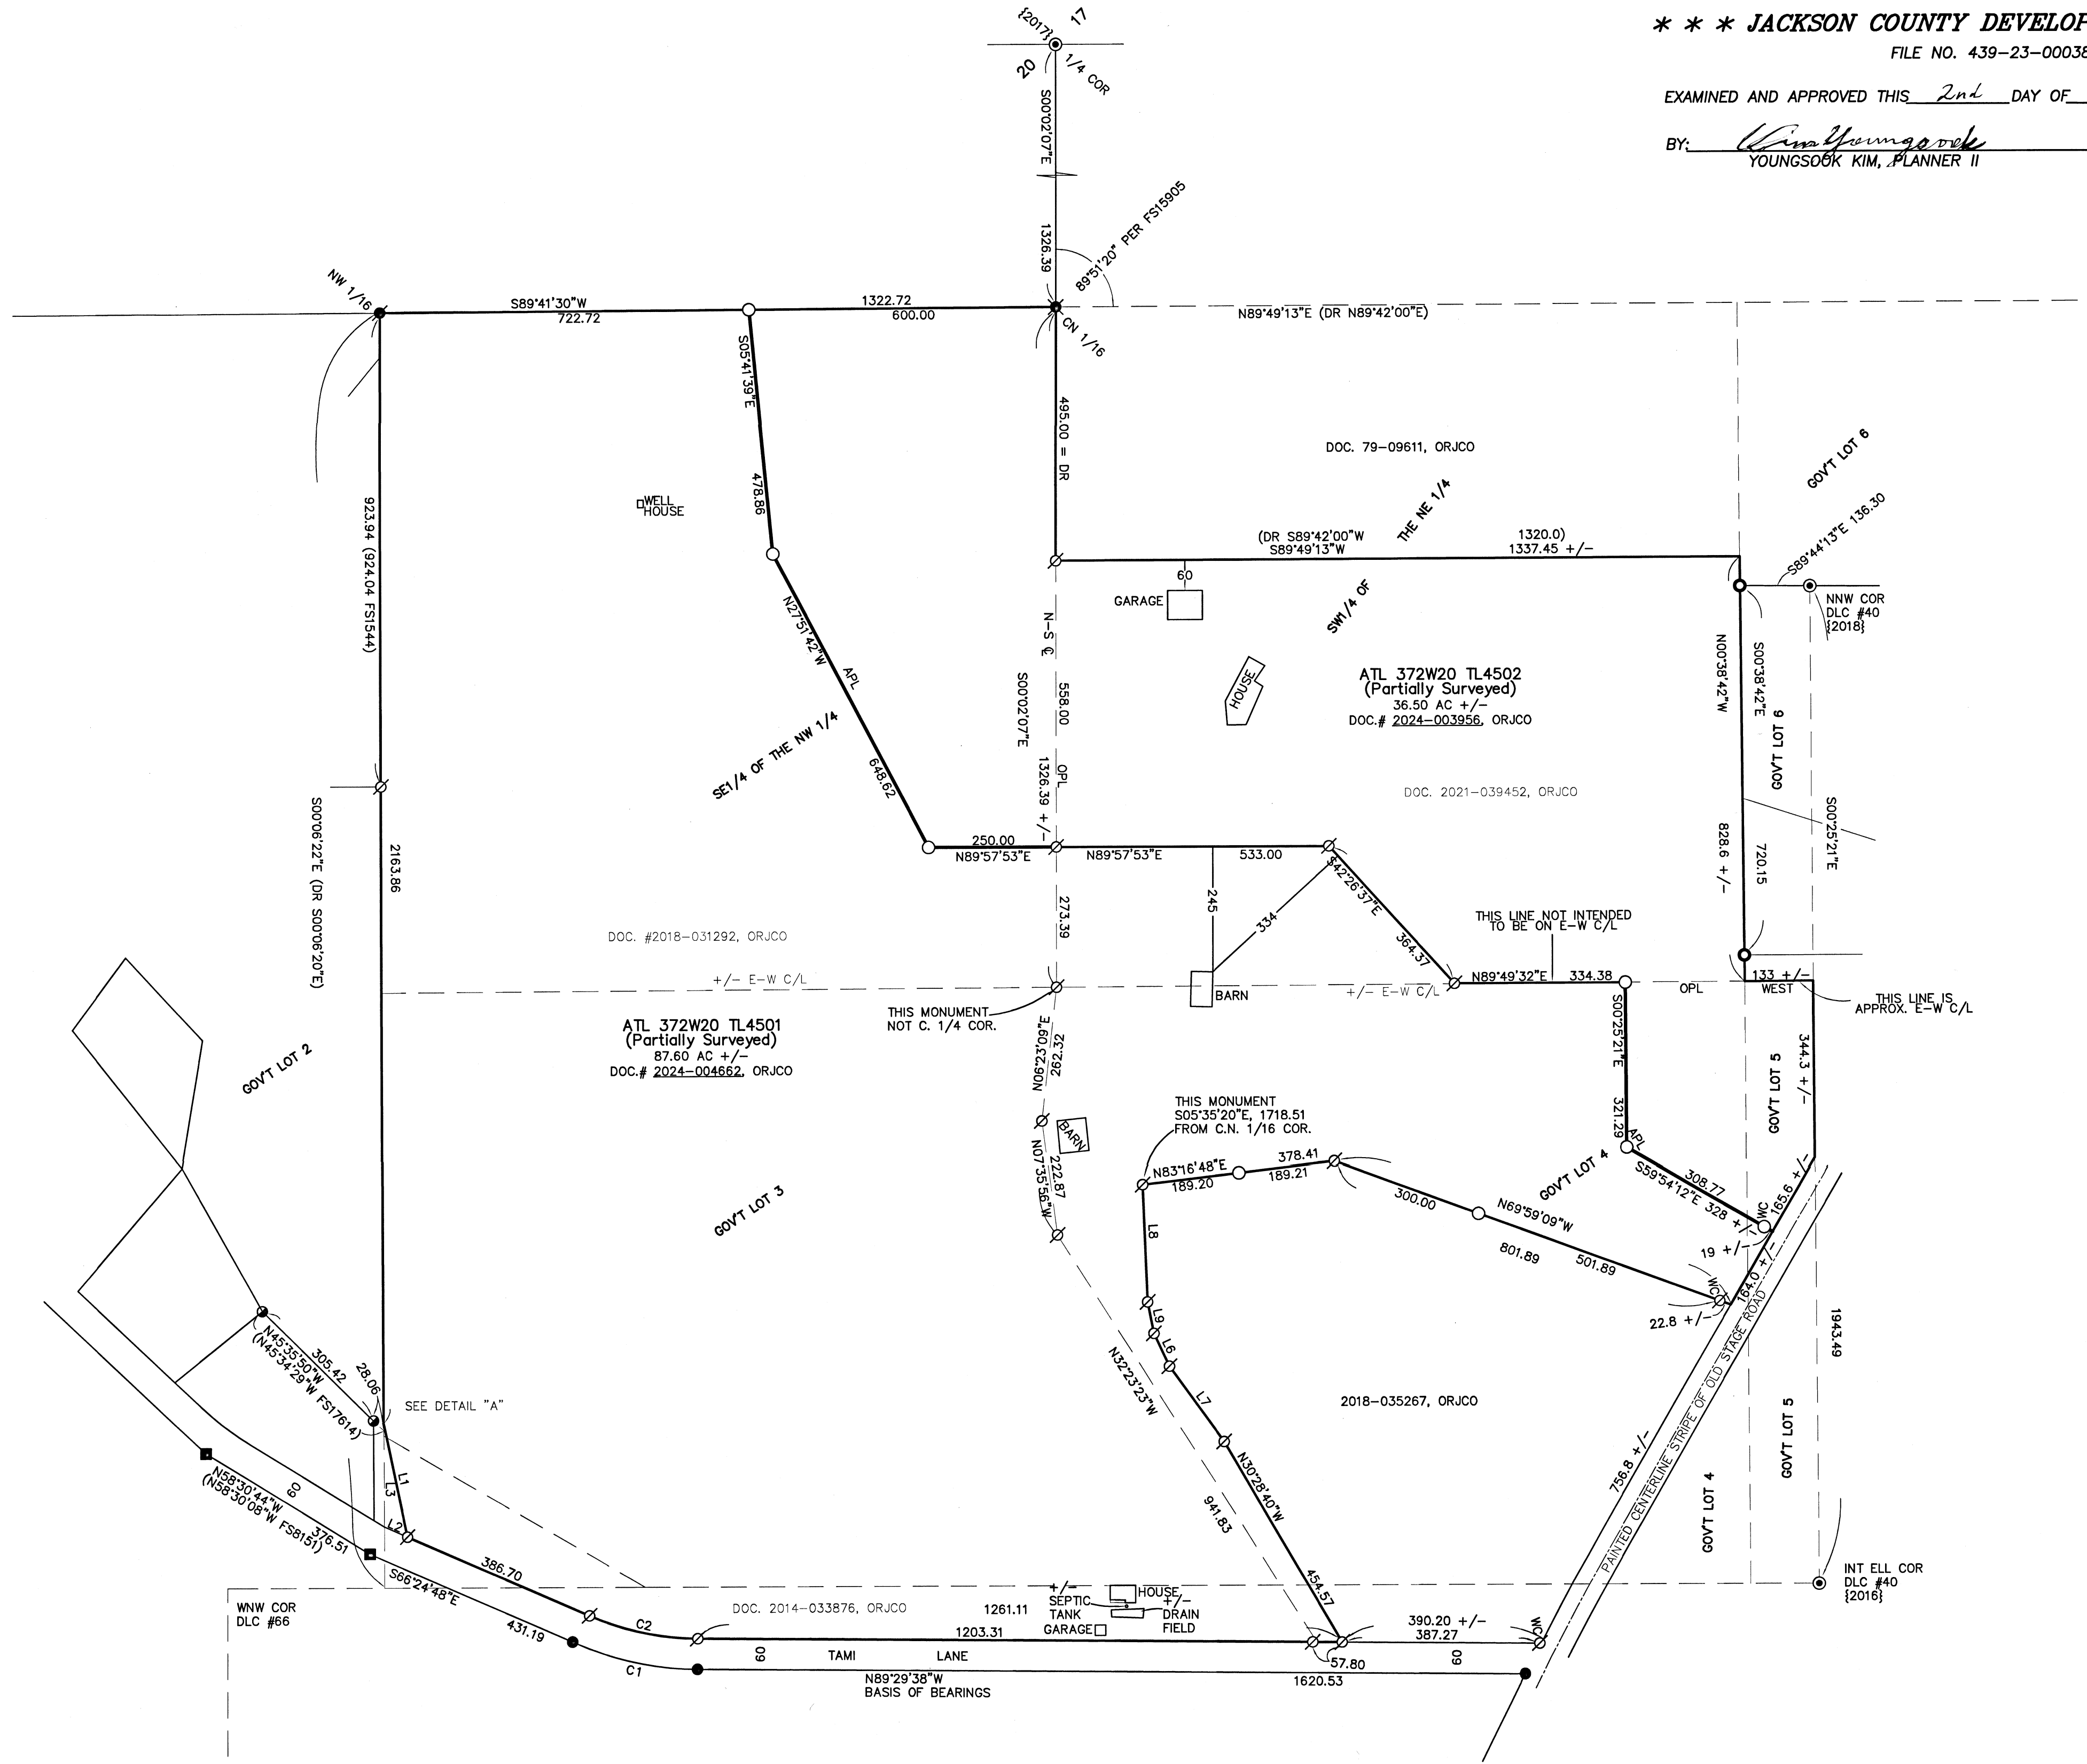 * * * JACKSON COUNTY DEVELOP
FILE NO. 439-23-00038
EXAMINED AND APPROVED THIS 2nd DAY OF
BY:
YOUNGSOOK KIM, PLANNER II
{2017}
17
20
1/4 COR
S00°02'07"E
1326.39
89°51'20" PER FS15905
NW 1/16
S89°41'30"W
722.72
1322.72
600.00
CN 1/16
N89°49'13"E (DR N89°42'00"E)
S05°41'39"E
478.86
495.00 = DR
DOC. 79-09611, ORJCO
GOV'T LOT 6
S89°44'13"E 136.30
THE NE 1/4
SW1/4 OF
(DR S89°42'00"W 1320.0)
S89°49'13"W 1337.45 +/-
WELL
HOUSE
923.94 (924.04 FS1544)
60
GARAGE
NNW COR
DLC #40
{2018}
N27°51'42"W
APL
648.62
N-S C/L
558.00
S00°02'07"E
OPL
1326.39 +/-
HOUSE
ATL 372W20 TL4502
(Partially Surveyed)
36.50 AC +/-
DOC.# 2024-003956, ORJCO
N00°38'42"W
S00°38'42"E
GOV'T LOT 6
SE1/4 OF THE NW 1/4
DOC. 2021-039452, ORJCO
828.6 +/-
720.15
S00°25'21"E
S00°06'22"E (DR S00°06'20"E)
2163.86
250.00
N89°57'53"E
N89°57'53"E
533.00
S42°26'37"E
364.37
245
334
273.39
THIS LINE NOT INTENDED
TO BE ON E-W C/L
DOC. #2018-031292, ORJCO
+/- E-W C/L
BARN
+/- E-W C/L
N89°49'32"E 334.38
OPL
133 +/-
WEST
THIS LINE IS
APPROX. E-W C/L
THIS MONUMENT
NOT C. 1/4 COR.
ATL 372W20 TL4501
(Partially Surveyed)
87.60 AC +/-
DOC.# 2024-004662, ORJCO
GOV'T LOT 2
N06°23'09"E
262.32
S00°25'21"E
321.29
GOV'T LOT 5
344.3 +/-
THIS MONUMENT
S05°35'20"E, 1718.51
FROM C.N. 1/16 COR.
BARN
N07°35'56"W
222.87
N83°16'48"E
378.41
189.20
189.21
GOV'T LOT 4
APL
308.77
S59°54'12"E 328 +/-
WC
165.6 +/-
GOV'T LOT 3
300.00
N69°59'09"W
801.89
501.89
19 +/-
WC
22.8 +/-
164.0 +/-
L8
L9
L6
L7
N45°35'50"W
(N45°34'29"W FS17614)
305.42
28.06
SEE DETAIL "A"
N32°23'23"W
941.83
2018-035267, ORJCO
1943.49
GOV'T LOT 5
GOV'T LOT 4
756.8 +/-
PAINTED CENTERLINE STRIPE OF OLD STAGE ROAD
N30°28'40"W
454.57
L1
L3
L2
60
N58°30'44"W
(N58°30'08"W FS8151)
376.51
386.70
S66°24'48"E
431.19
WNW COR
DLC #66
C2
C1
DOC. 2014-033876, ORJCO
1261.11
1203.31
+/-
SEPTIC
TANK
GARAGE
HOUSE
+/-
DRAIN
FIELD
390.20 +/-
387.27
WC
INT ELL COR
DLC #40
{2016}
60
TAMI LANE
57.80
60
N89°29'38"W
BASIS OF BEARINGS
1620.53